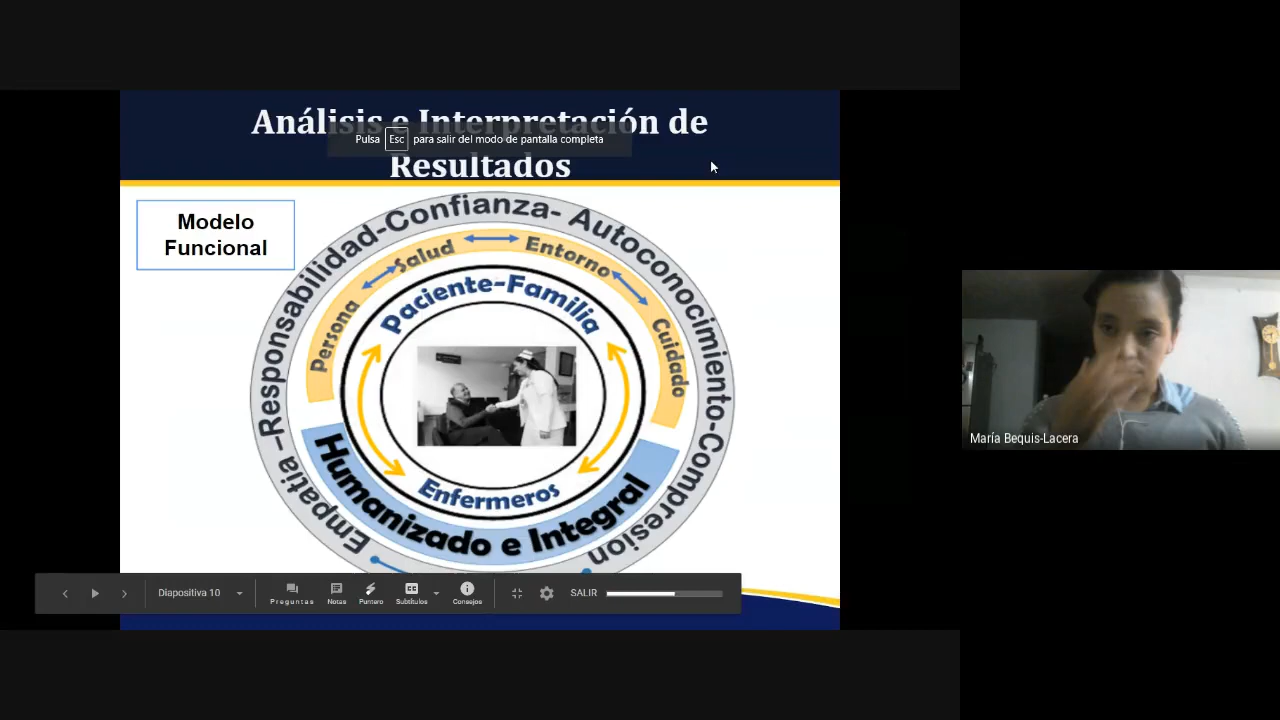 Análisis e Interpretación de
Pulsa Esc para salir del modo de pantalla completa
Resultados
Modelo
Funcional
Empatia-Responsabilidad-Confianza- Autoconocimiento-Compresion
Persona Salud Entorno Cuidado
Paciente-Familia
Enfermeros
Humanizado e Integral
María Bequis-Lacera
Diapositiva 10
Preguntas
Notas
Puntero
Subtítulos
Consejos
SALIR